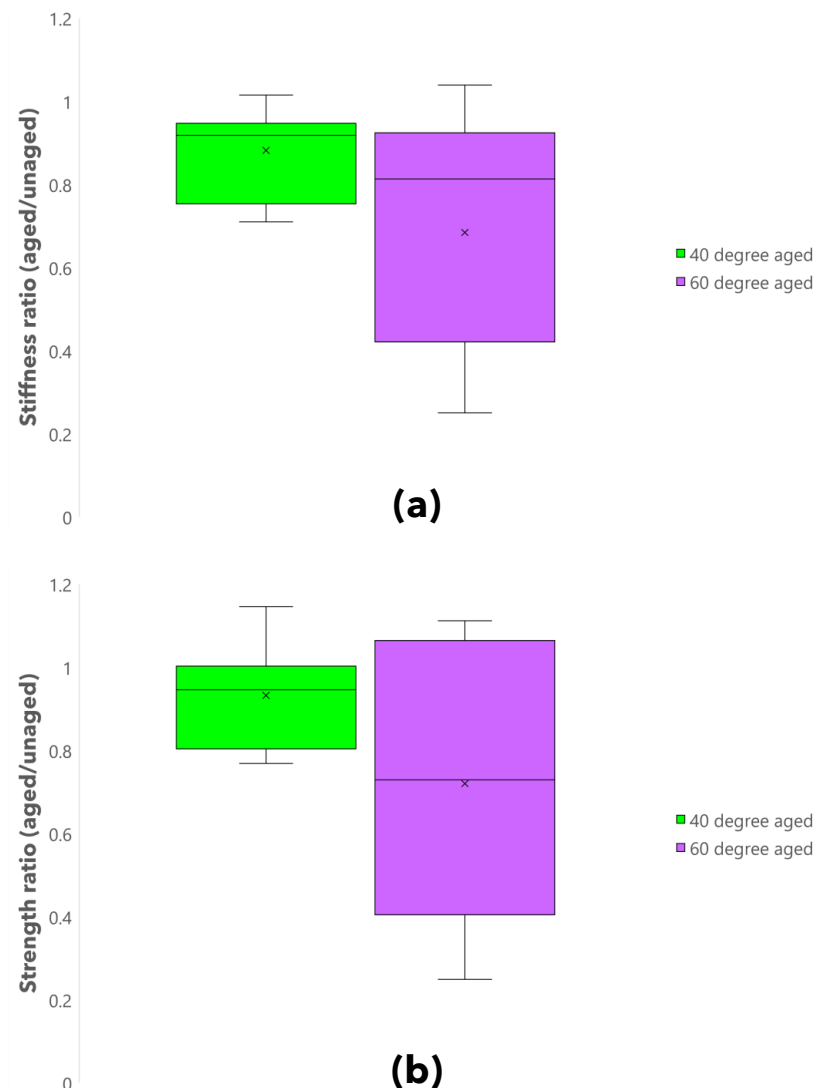 1.2
1
0.8
0.6
0.4
0.2
0
Stiffness ratio (aged/unaged)
40 degree aged
60 degree aged
(a)
1.2
1
0.8
0.6
0.4
0.2
0
Strength ratio (aged/unaged)
40 degree aged
60 degree aged
(b)